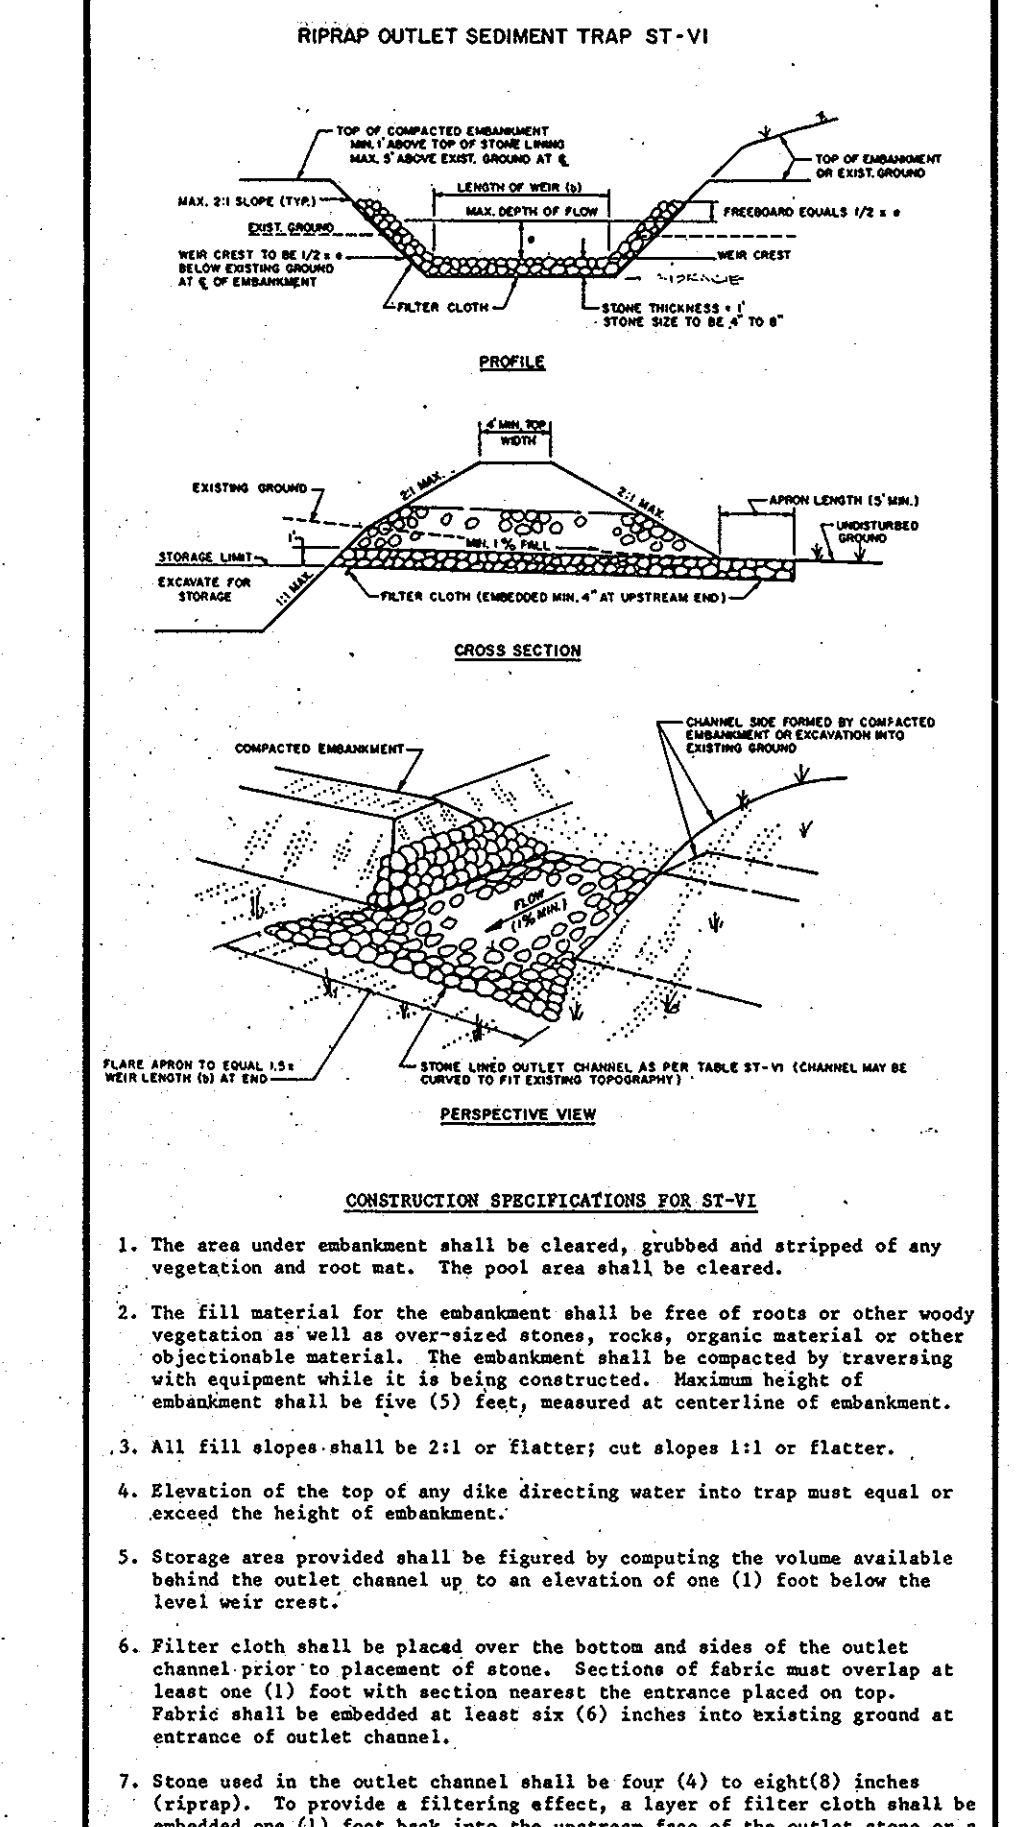 RIPRAP OUTLET SEDIMENT TRAP ST-VI
TOP OF COMPACTED EMBANKMENT
MIN. 1' ABOVE TOP OF STONE LINING
MAX. 5' ABOVE EXIST. GROUND AT ℄
TOP OF EMBANKMENT
OR EXIST. GROUND
LENGTH OF WEIR (b)
MAX. 2:1 SLOPE (TYP.)
MAX. DEPTH OF FLOW
FREEBOARD EQUALS 1/2 x e
EXIST. GROUND
e
WEIR CREST TO BE 1/2 x e
BELOW EXISTING GROUND
AT ℄ OF EMBANKMENT
WEIR CREST
FILTER CLOTH
STONE THICKNESS = 1'
STONE SIZE TO BE 4" TO 8"
PROFILE
4' MIN. TOP
WIDTH
2:1 MAX.
2:1 MAX.
EXISTING GROUND
APRON LENGTH (5' MIN.)
UNDISTURBED
GROUND
1'
MIN. 1% FALL
STORAGE LIMIT
EXCAVATE FOR
STORAGE
1:1 MAX.
FILTER CLOTH (EMBEDDED MIN. 4" AT UPSTREAM END)
CROSS SECTION
CHANNEL SIDE FORMED BY COMPACTED
EMBANKMENT OR EXCAVATION INTO
EXISTING GROUND
COMPACTED EMBANKMENT
FLOW
(1% MIN.)
FLARE APRON TO EQUAL 1.5 x
WEIR LENGTH (b) AT END
STONE LINED OUTLET CHANNEL AS PER TABLE ST-VI (CHANNEL MAY BE
CURVED TO FIT EXISTING TOPOGRAPHY)
PERSPECTIVE VIEW
CONSTRUCTION SPECIFICATIONS FOR ST-VI
1. The area under embankment shall be cleared, grubbed and stripped of any
vegetation and root mat. The pool area shall be cleared.
2. The fill material for the embankment shall be free of roots or other woody
vegetation as well as over-sized stones, rocks, organic material or other
objectionable material. The embankment shall be compacted by traversing
with equipment while it is being constructed. Maximum height of
embankment shall be five (5) feet, measured at centerline of embankment.
3. All fill slopes shall be 2:1 or flatter; cut slopes 1:1 or flatter.
4. Elevation of the top of any dike directing water into trap must equal or
exceed the height of embankment.
5. Storage area provided shall be figured by computing the volume available
behind the outlet channel up to an elevation of one (1) foot below the
level weir crest.
6. Filter cloth shall be placed over the bottom and sides of the outlet
channel prior to placement of stone. Sections of fabric must overlap at
least one (1) foot with section nearest the entrance placed on top.
Fabric shall be embedded at least six (6) inches into existing ground at
entrance of outlet channel.
7. Stone used in the outlet channel shall be four (4) to eight(8) inches
(riprap). To provide a filtering effect, a layer of filter cloth shall be
embedded one (1) foot back into the upstream face of the outlet stone or a